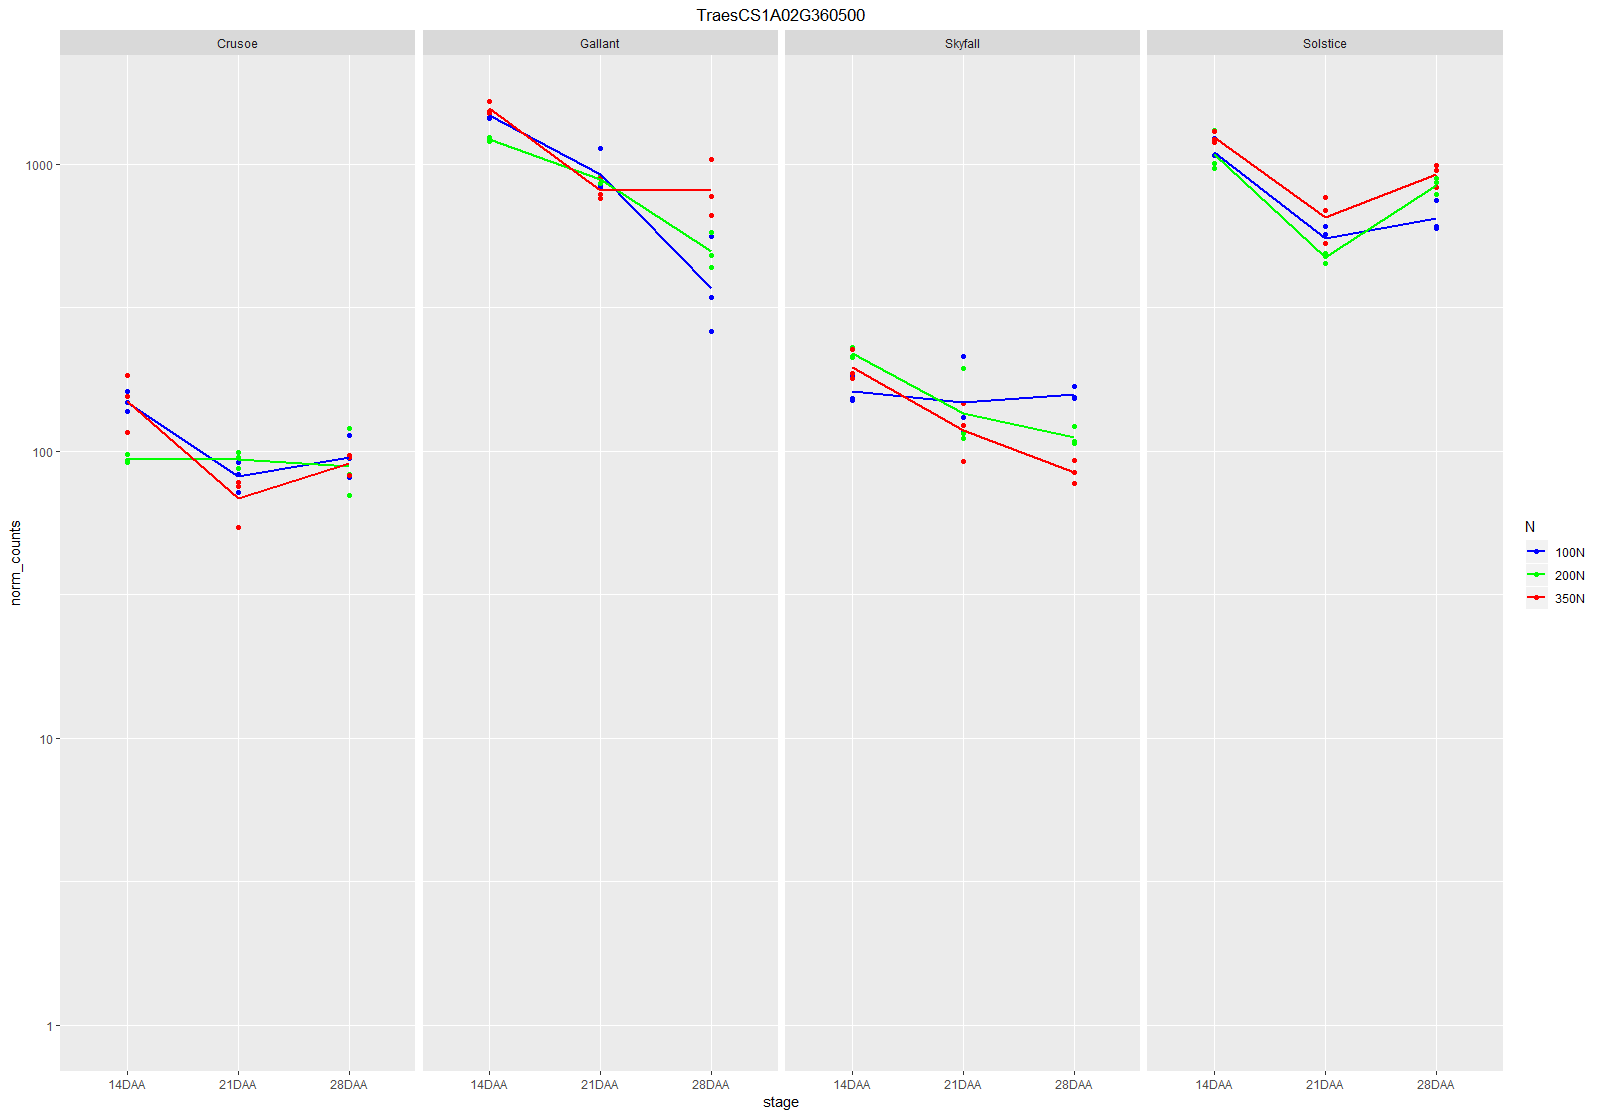 TraesCS1A02G360500
Crusoe Gallant Skyfall Solstice
1000
100
10
1
norm_counts
14DAA 21DAA 28DAA 14DAA 21DAA 28DAA 14DAA 21DAA 28DAA 14DAA 21DAA 28DAA
stage
N
100N
200N
350N